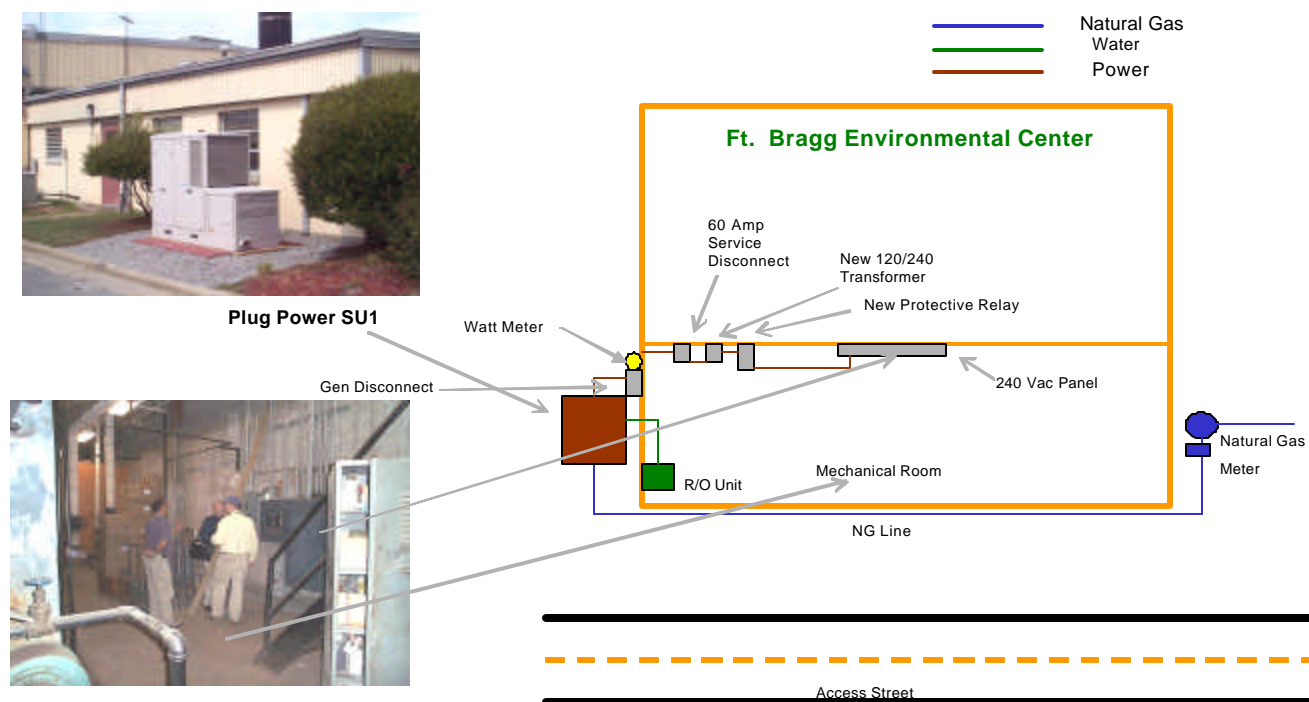 Natural Gas
Water
Power
Ft. Bragg Environmental Center
60 Amp
Service
Disconnect
New 120/240
Transformer
New Protective Relay
Plug Power SU1
Watt Meter
Gen Disconnect
240 Vac Panel
Natural Gas
Meter
Mechanical Room
R/O Unit
NG Line
Access Street